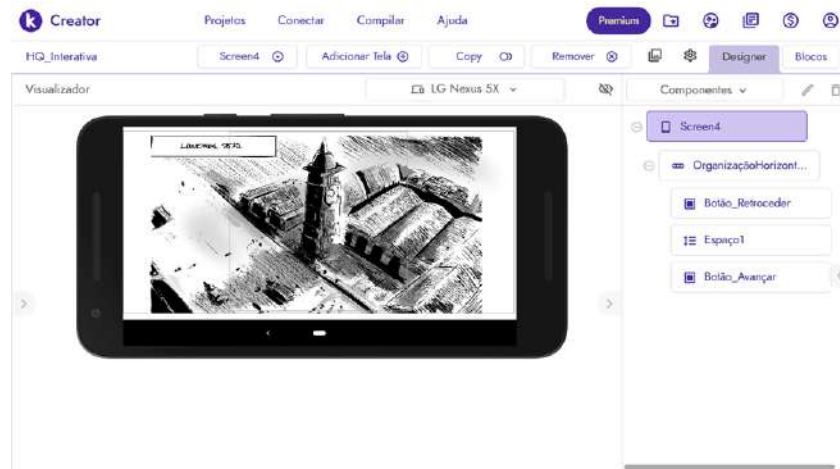 k Creator Projetos Conectar Compilar Ajuda Premium
HQ_Interativa Screen4 Adicionar Tela Copy Remover Designer Blocos
Visualizador LG Nexus 5X Componentes
Screen4
OrganizaçãoHorizont...
Botão_Retroceder
Espaço1
Botão_Avançar